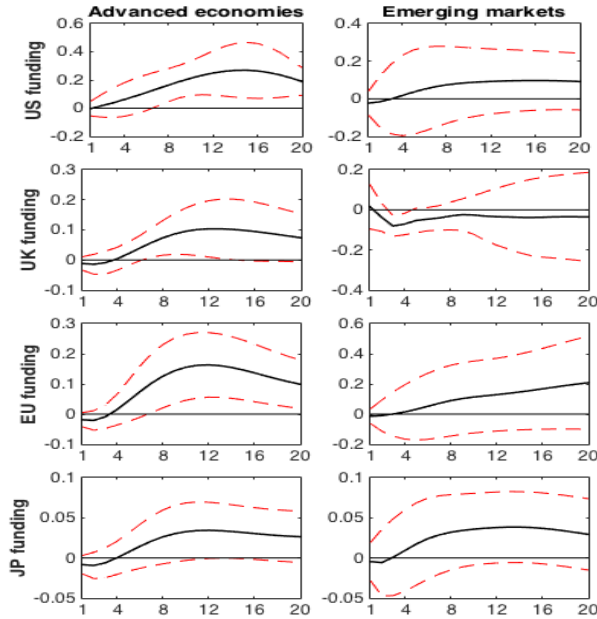 Advanced economies Emerging markets
US funding
0.6 0.4
0.4 0.2
0.2
0 0
-0.2 -0.2
1 4 8 12 16 20 1 4 8 12 16 20
UK funding
0.3 0.2
0.2 0
0.1 -0.2
0
-0.1 -0.4
1 4 8 12 16 20 1 4 8 12 16 20
EU funding
0.3 0.6
0.2 0.4
0.1 0.2
0 0
-0.1 -0.2
1 4 8 12 16 20 1 4 8 12 16 20
JP funding
0.1 0.1
0.05 0.05
0 0
-0.05 -0.05
1 4 8 12 16 20 1 4 8 12 16 20